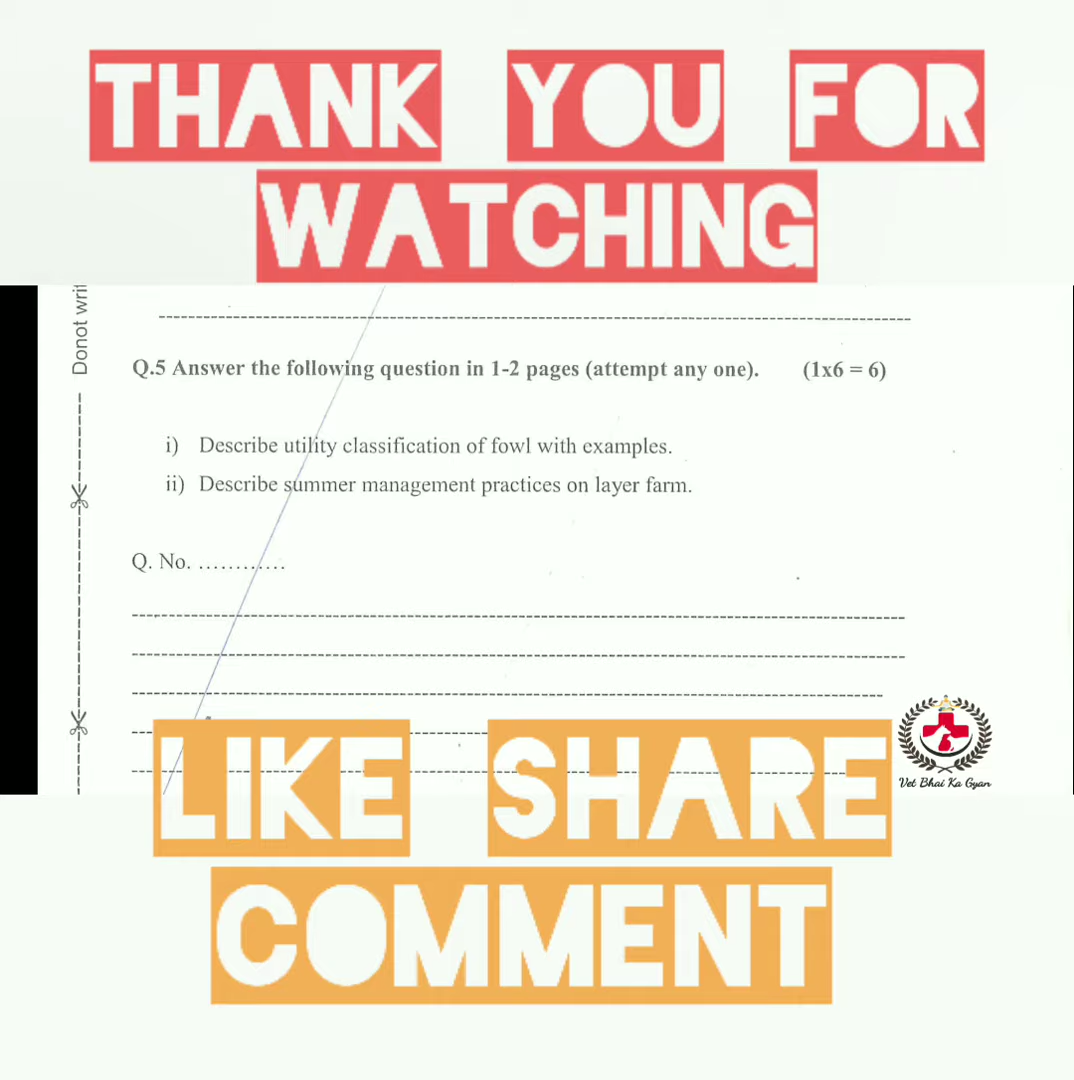 THANK YOU FOR
WATCHING
Donot writ
Q.5 Answer the following question in 1-2 pages (attempt any one). (1x6 = 6)
i) Describe utility classification of fowl with examples.
ii) Describe summer management practices on layer farm.
Q. No. ............
LIKE SHARE
COMMENT
Vet Bhai Ka Gyan